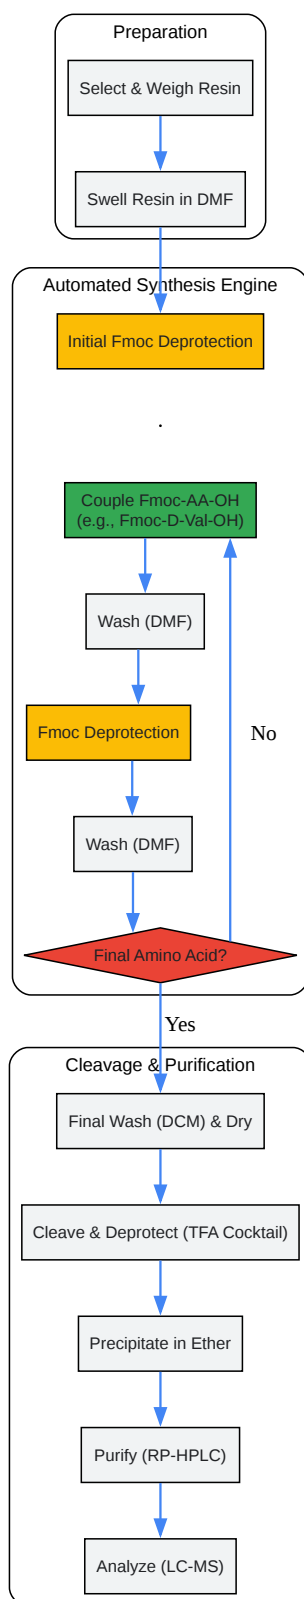 Preparation
Select & Weigh Resin
Swell Resin in DMF
Automated Synthesis Engine
Initial Fmoc Deprotection
.
Couple Fmoc-AA-OH
(e.g., Fmoc-D-Val-OH)
Wash (DMF)
Fmoc Deprotection
No
Wash (DMF)
Final Amino Acid?
Yes
Cleavage & Purification
Final Wash (DCM) & Dry
Cleave & Deprotect (TFA Cocktail)
Precipitate in Ether
Purify (RP-HPLC)
Analyze (LC-MS)